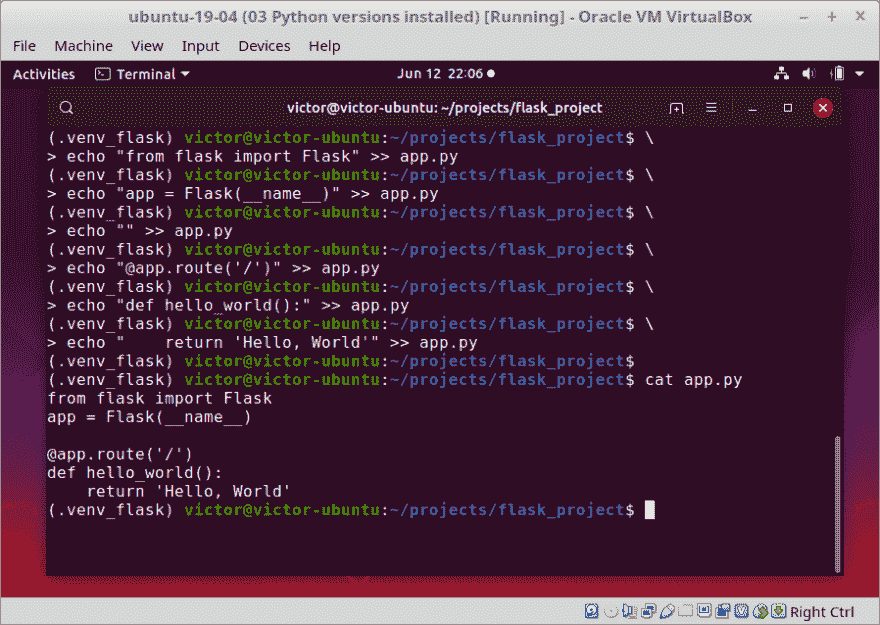 ubuntu-19-04 (03 Python versions installed) [Running] - Oracle VM VirtualBox
File Machine View Input Devices Help
Activities Terminal Jun 12 22:06
victor@victor-ubuntu: ~/projects/flask_project
(.venv_flask) victor@victor-ubuntu:~/projects/flask_project$ \
> echo "from flask import Flask" >> app.py
(.venv_flask) victor@victor-ubuntu:~/projects/flask_project$ \
> echo "app = Flask(__name__)" >> app.py
(.venv_flask) victor@victor-ubuntu:~/projects/flask_project$ \
> echo "" >> app.py
(.venv_flask) victor@victor-ubuntu:~/projects/flask_project$ \
> echo "@app.route('/')" >> app.py
(.venv_flask) victor@victor-ubuntu:~/projects/flask_project$ \
> echo "def hello_world():" >> app.py
(.venv_flask) victor@victor-ubuntu:~/projects/flask_project$ \
> echo "    return 'Hello, World'" >> app.py
(.venv_flask) victor@victor-ubuntu:~/projects/flask_project$
(.venv_flask) victor@victor-ubuntu:~/projects/flask_project$ cat app.py
from flask import Flask
app = Flask(__name__)

@app.route('/')
def hello_world():
    return 'Hello, World'
(.venv_flask) victor@victor-ubuntu:~/projects/flask_project$
Right Ctrl